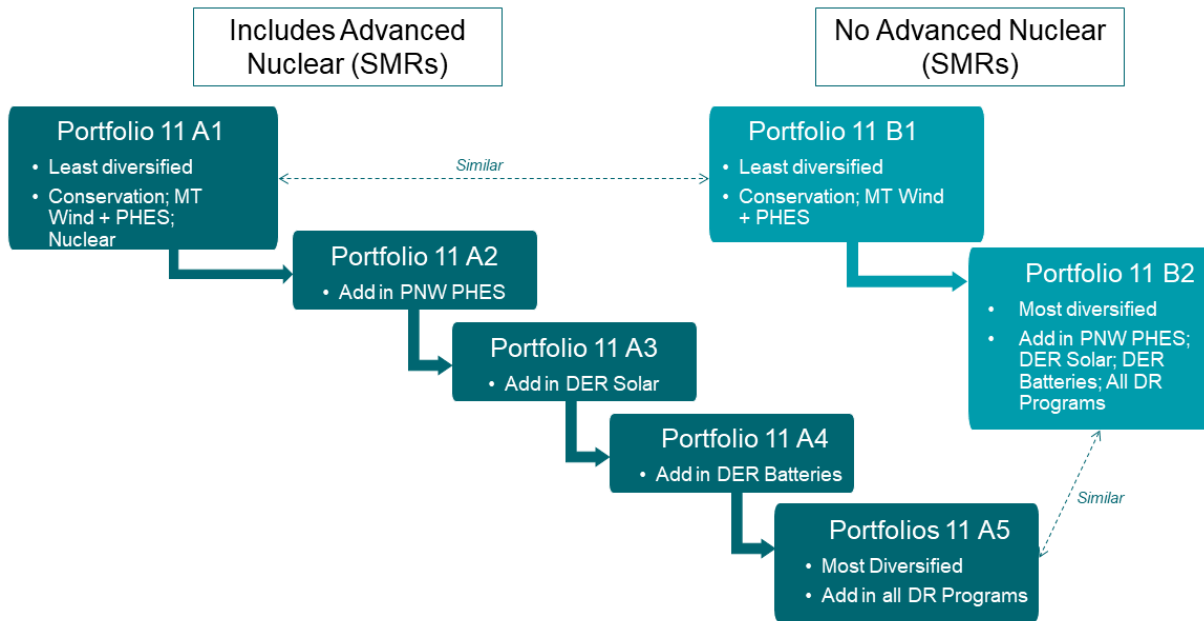 Includes Advanced
Nuclear (SMRs)
No Advanced Nuclear
(SMRs)
Portfolio 11 A1
• Least diversified
• Conservation; MT
Wind + PHES;
Nuclear
Similar
Portfolio 11 B1
• Least diversified
• Conservation; MT Wind
+ PHES
Portfolio 11 A2
• Add in PNW PHES
Portfolio 11 B2
• Most diversified
• Add in PNW PHES;
DER Solar; DER
Batteries; All DR
Programs
Portfolio 11 A3
• Add in DER Solar
Portfolio 11 A4
• Add in DER Batteries
Similar
Portfolios 11 A5
• Most Diversified
• Add in all DR Programs